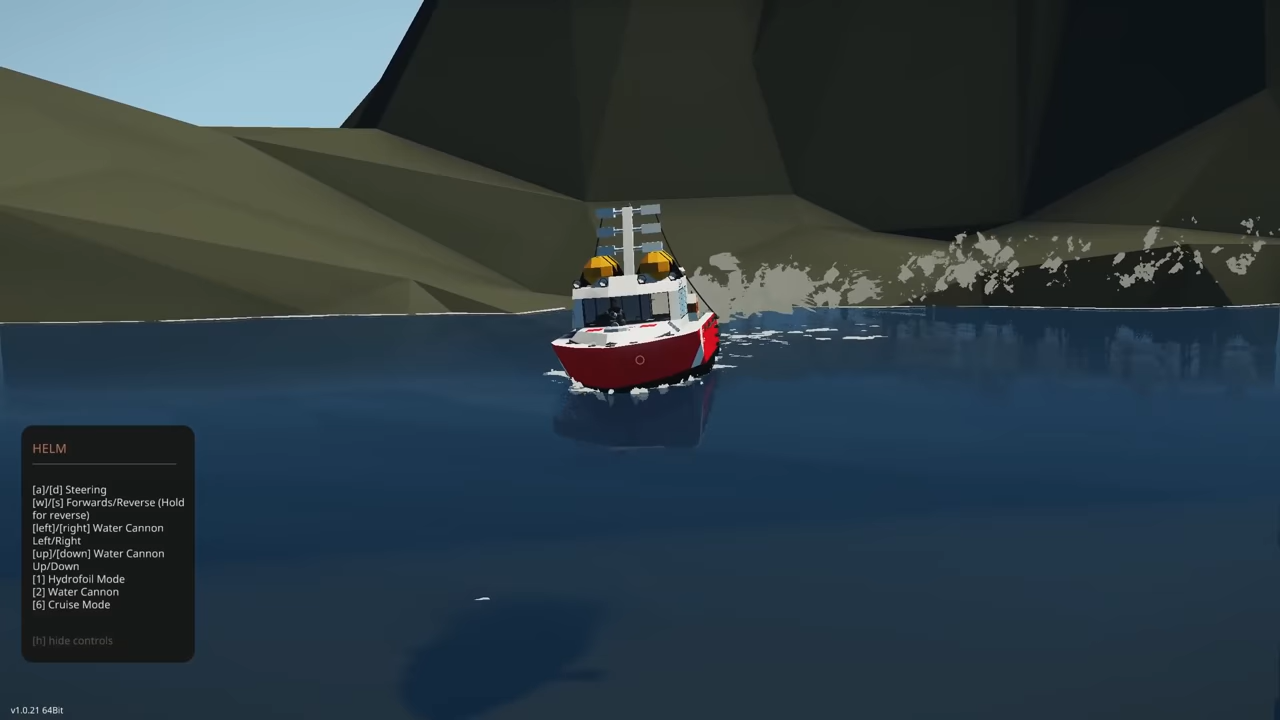 HELM
[a]/[d] Steering
[w]/[s] Forwards/Reverse (Hold
for reverse)
[left]/[right] Water Cannon
Left/Right
[up]/[down] Water Cannon
Up/Down
[1] Hydrofoil Mode
[2] Water Cannon
[6] Cruise Mode
[h] hide controls
v1.0.21 64Bit